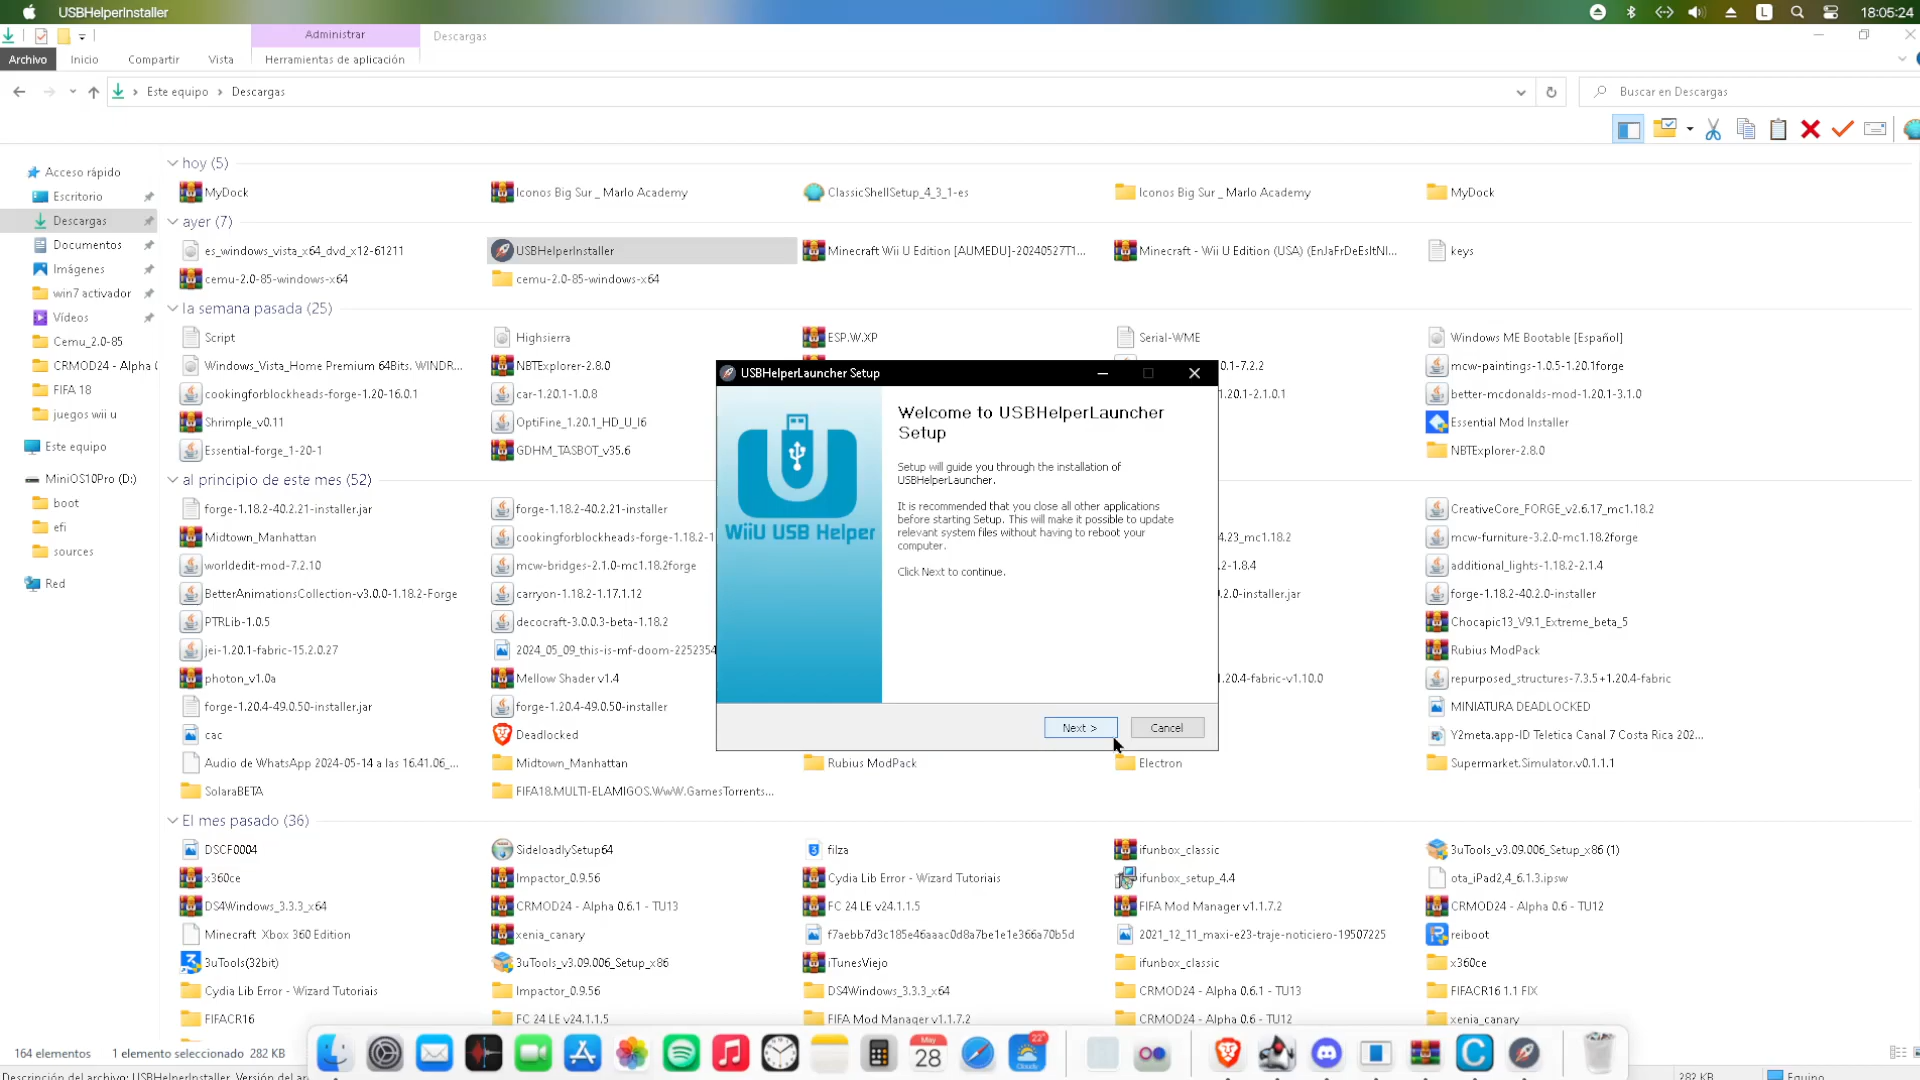 USBHelperInstaller
L
18:05:24
Administrar
Descargas
Archivo
Inicio
Compartir
Vista
Herramientas de aplicación
Este equipo
Descargas
Buscar en Descargas
Acceso rápido
Escritorio
Descargas
Documentos
Imágenes
win7 activador
Vídeos
Cemu_2.0-85
CRMOD24 - Alpha
FIFA 18
juegos wii u
Este equipo
MiniOS10Pro (D:)
boot
efi
sources
Red
hoy (5)
MyDock
Iconos Big Sur _ Marlo Academy
ClassicShellSetup_4_3_1-es
Iconos Big Sur _ Marlo Academy
MyDock
ayer (7)
es_windows_vista_x64_dvd_x12-61211
USBHelperInstaller
Minecraft Wii U Edition [AUMEDU]-20240527T1...
Minecraft - Wii U Edition (USA) (EnJaFrDeEsItNl...
keys
cemu-2.0-85-windows-x64
cemu-2.0-85-windows-x64
la semana pasada (25)
Script
Highsierra
ESP.W.XP
Serial-WME
Windows ME Bootable [Español]
Windows_Vista_Home Premium 64Bits. WINDR...
NBTExplorer-2.8.0
0.1-7.2.2
mcw-paintings-1.0.5-1.20.1forge
cookingforblockheads-forge-1.20-16.0.1
car-1.20.1-1.0.8
1.20.1-2.1.0.1
better-mcdonalds-mod-1.20.1-3.1.0
Shrimple_v0.11
OptiFine_1.20.1_HD_U_I6
Essential Mod Installer
Essential-forge_1-20-1
GDHM_TASBOT_v35.6
NBTExplorer-2.8.0
al principio de este mes (52)
forge-1.18.2-40.2.21-installer.jar
forge-1.18.2-40.2.21-installer
CreativeCore_FORGE_v2.6.17_mc1.18.2
Midtown_Manhattan
cookingforblockheads-forge-1.18.2-1
4.23_mc1.18.2
mcw-furniture-3.2.0-mc1.18.2forge
worldedit-mod-7.2.10
mcw-bridges-2.1.0-mc1.18.2forge
2-1.8.4
additional_lights-1.18.2-2.1.4
BetterAnimationsCollection-v3.0.0-1.18.2-Forge
carryon-1.18.2-1.17.1.12
0.2.0-installer.jar
forge-1.18.2-40.2.0-installer
PTRLib-1.0.5
decocraft-3.0.0.3-beta-1.18.2
Chocapic13_V9.1_Extreme_beta_5
jei-1.20.1-fabric-15.2.0.27
2024_05_09_this-is-mf-doom-2252354
Rubius ModPack
photon_v1.0a
Mellow Shader v1.4
1.20.4-fabric-v1.10.0
repurposed_structures-7.3.5+1.20.4-fabric
forge-1.20.4-49.0.50-installer.jar
forge-1.20.4-49.0.50-installer
MINIATURA DEADLOCKED
cac
Deadlocked
Y2meta.app-ID Teletica Canal 7 Costa Rica 202...
Audio de WhatsApp 2024-05-14 a las 16.41.06_...
Midtown_Manhattan
Rubius ModPack
Electron
Supermarket.Simulator.v0.1.1.1
SolaraBETA
FIFA18.MULTI-ELAMIGOS.WwW.GamesTorrents...
El mes pasado (36)
DSCF0004
SideloadlySetup64
filza
ifunbox_classic
3uTools_v3.09.006_Setup_x86 (1)
x360ce
Impactor_0.9.56
Cydia Lib Error - Wizard Tutoriais
ifunbox_setup_4.4
ota_iPad2,4_6.1.3.ipsw
DS4Windows_3.3.3_x64
CRMOD24 - Alpha 0.6.1 - TU13
FC 24 LE v24.1.1.5
FIFA Mod Manager v1.1.7.2
CRMOD24 - Alpha 0.6 - TU12
Minecraft Xbox 360 Edition
xenia_canary
f7aebb7d3c185e46aaac0d8a7be1e1e366a70b5d
2021_12_11_maxi-e23-traje-noticiero-19507225
reiboot
3uTools(32bit)
3uTools_v3.09.006_Setup_x86
iTunesViejo
ifunbox_classic
x360ce
Cydia Lib Error - Wizard Tutoriais
Impactor_0.9.56
DS4Windows_3.3.3_x64
CRMOD24 - Alpha 0.6.1 - TU13
FIFACR16 1.1 FIX
FIFACR16
FC 24 LE v24.1.1.5
FIFA Mod Manager v1.1.7.2
CRMOD24 - Alpha 0.6 - TU12
xenia_canary
USBHelperLauncher Setup
WiiU USB Helper
Welcome to USBHelperLauncher
Setup
Setup will guide you through the installation of
USBHelperLauncher.
It is recommended that you close all other applications
before starting Setup. This will make it possible to update
relevant system files without having to reboot your
computer.
Click Next to continue.
Next >
Cancel
164 elementos
1 elemento seleccionado 282 KB
May
28
22°
Cloudy
Descripción del archivo: USBHelperInstaller, Versión del ar
282 KB
Equipo